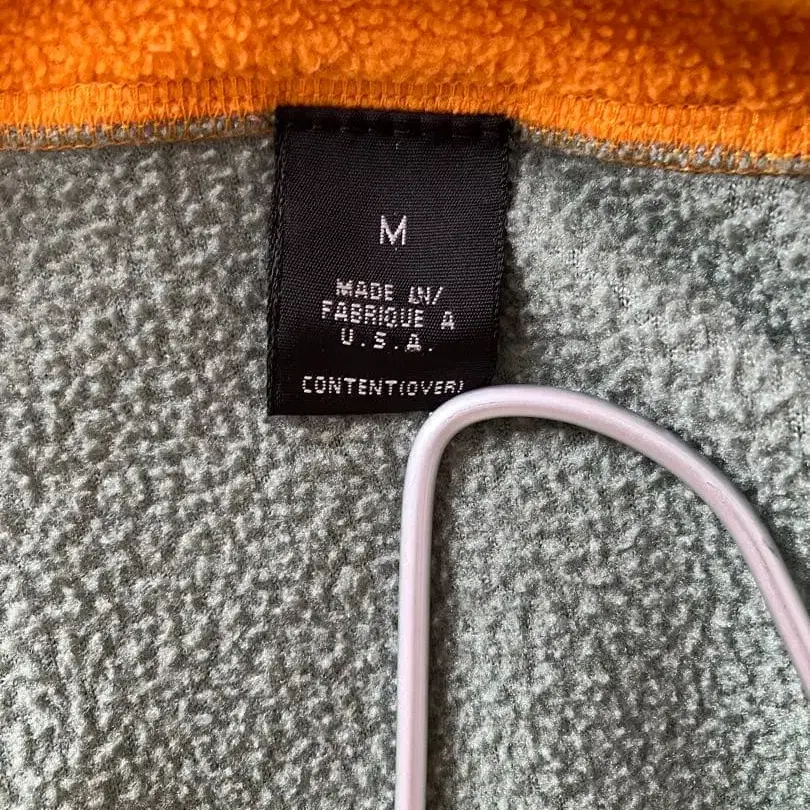 M
MADE IN/
FABRIQUE A
U.S.A.
CONTENT(OVER)